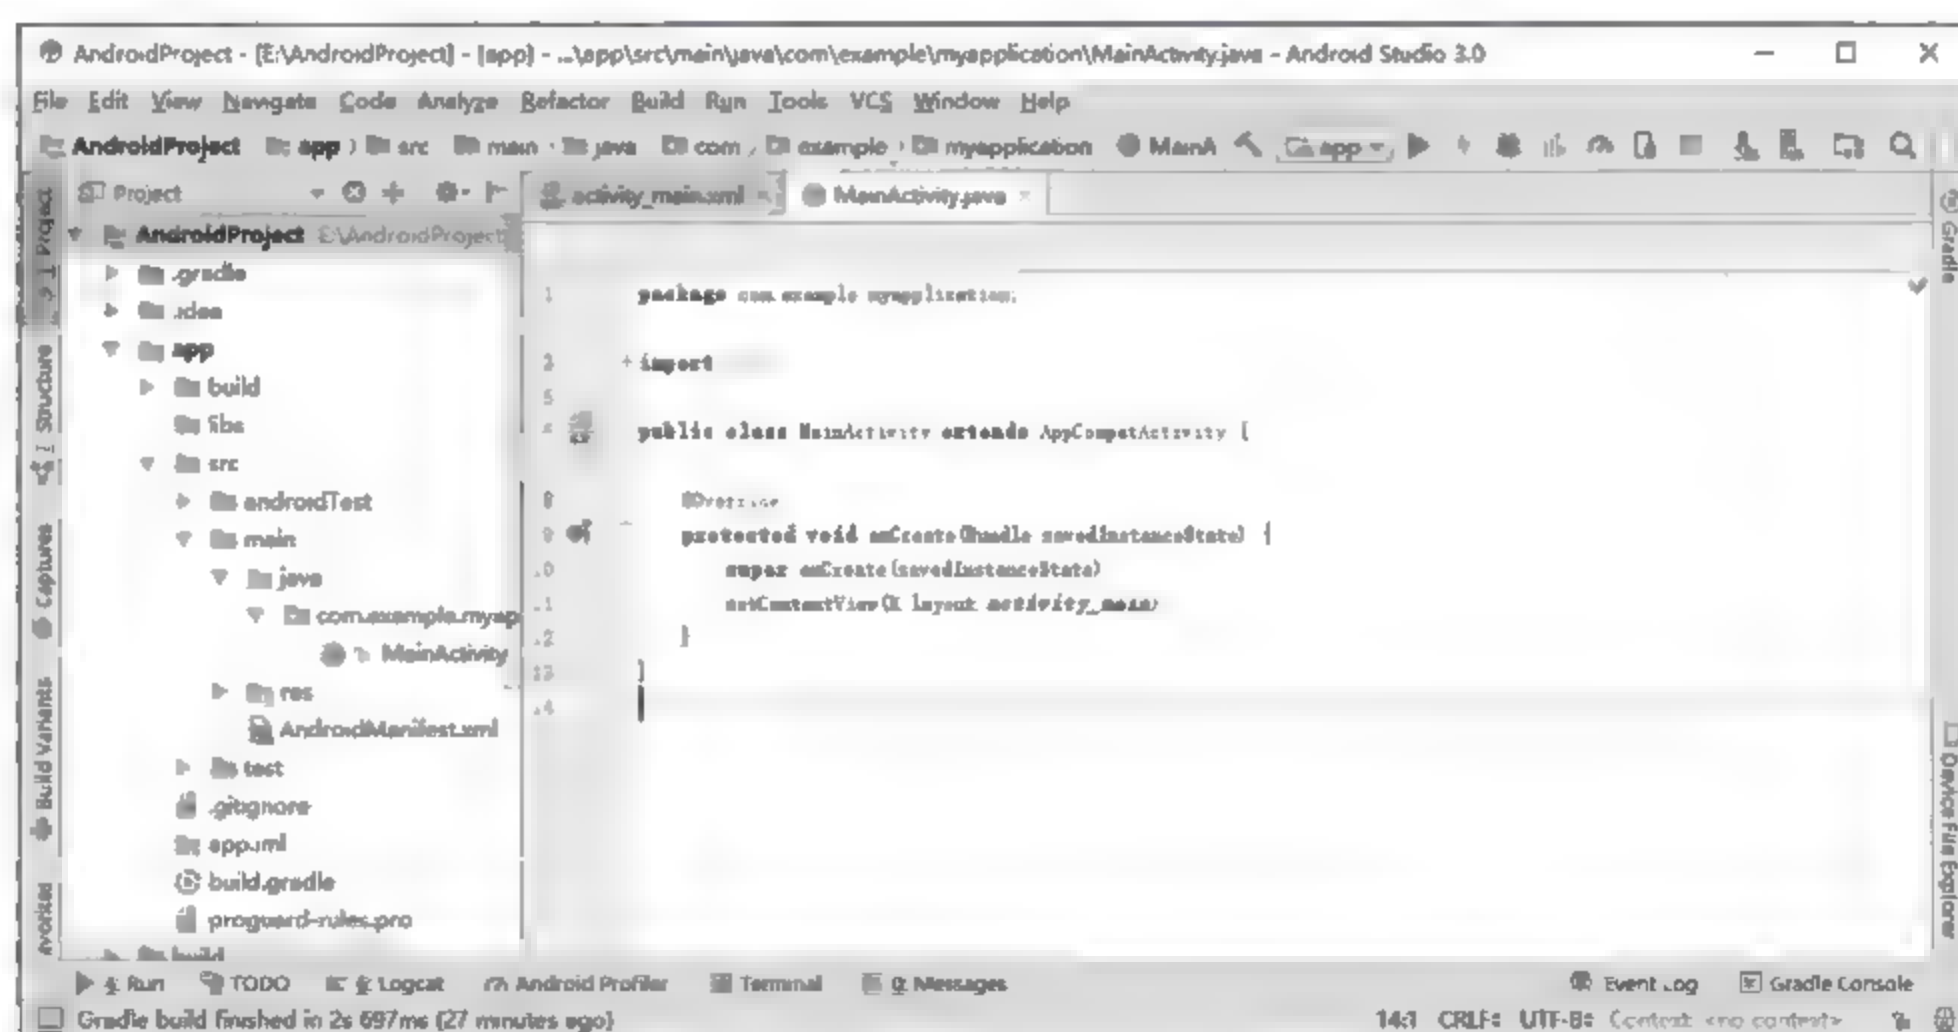 AndroidProject - [E:\AndroidProject] - [app] - ...\app\src\main\java\com\example\myapplication\MainActivity.java - Android Studio 3.0
File Edit View Navigate Code Analyze Refactor Build Run Tools VCS Window Help
AndroidProject app src main java com example myapplication MainA app
Project
activity_main.xml MainActivity.java
1: Project
Gradle
AndroidProject E:\AndroidProject
.gradle
.idea
app
build
libs
src
androidTest
main
java
com.example.myap
MainActivity
res
AndroidManifest.xml
test
.gitignore
app.iml
build.gradle
proguard-rules.pro
build
Structure
Captures
Build Variants
avorites
1 package com.example.myapplication;
import
5
public class MainActivity extends AppCompatActivity {
8 @Override
9 protected void onCreate(Bundle savedInstanceState) {
super.onCreate(savedInstanceState)
setContentView(R.layout.activity_main)
}
13 }
Device File Explorer
4: Run TODO 6: Logcat Android Profiler Terminal 0: Messages Event Log Gradle Console
Gradle build finished in 2s 697ms (27 minutes ago) 14:1 CRLF: UTF-8: Context: <no context>